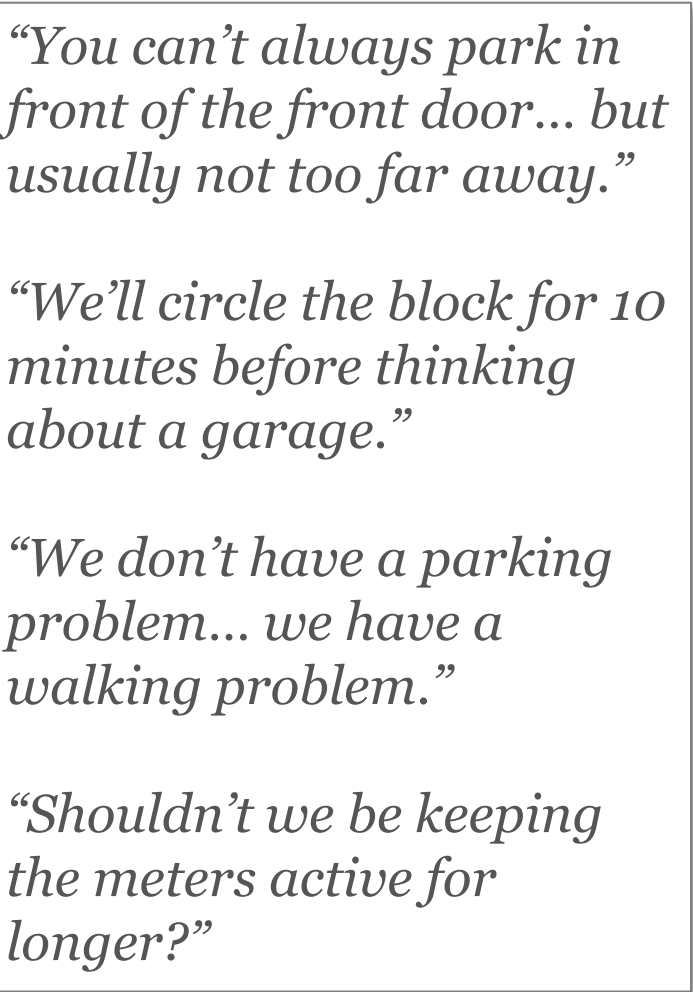 “You can’t always park in
front of the front door… but
usually not too far away.”
“We’ll circle the block for 10
minutes before thinking
about a garage.”
“We don’t have a parking
problem… we have a
walking problem.”
“Shouldn’t we be keeping
the meters active for
longer?”